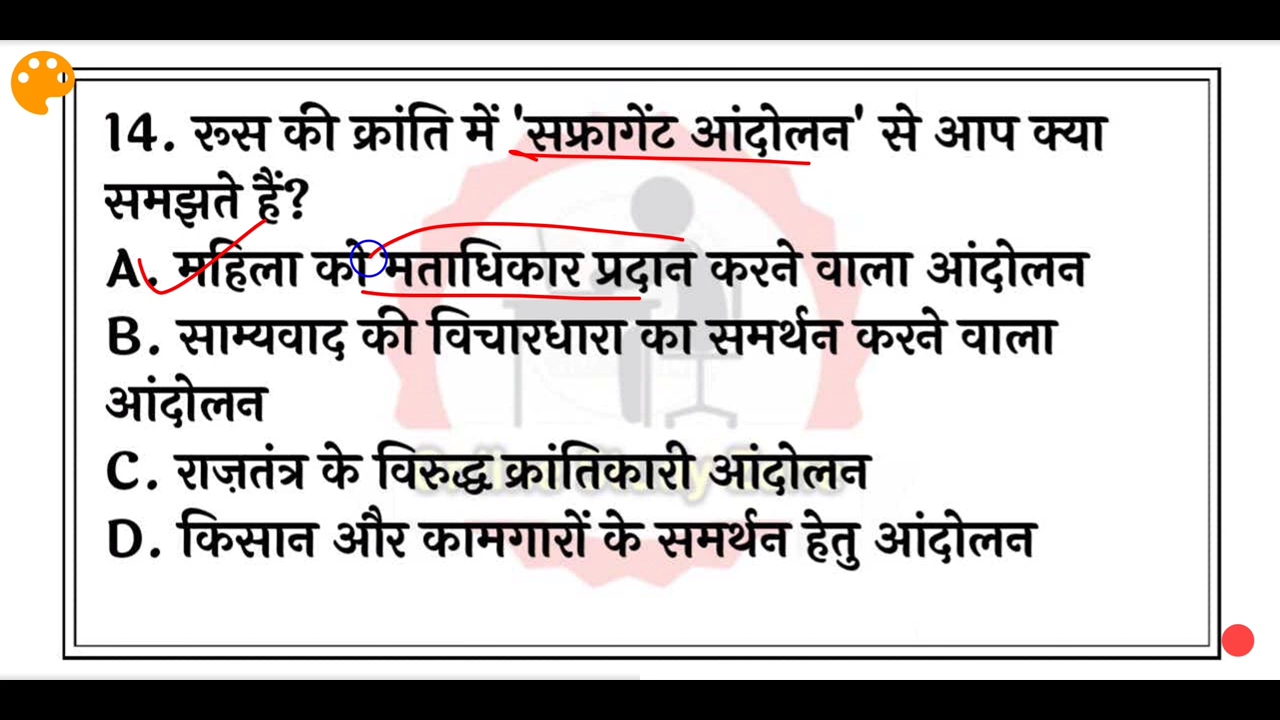 14. रूस की क्रांति में 'सफ्रागेंट आंदोलन' से आप क्या
समझते हैं?
A. महिला को मताधिकार प्रदान करने वाला आंदोलन
B. साम्यवाद की विचारधारा का समर्थन करने वाला
आंदोलन
C. राज़तंत्र के विरुद्ध क्रांतिकारी आंदोलन
D. किसान और कामगारों के समर्थन हेतु आंदोलन